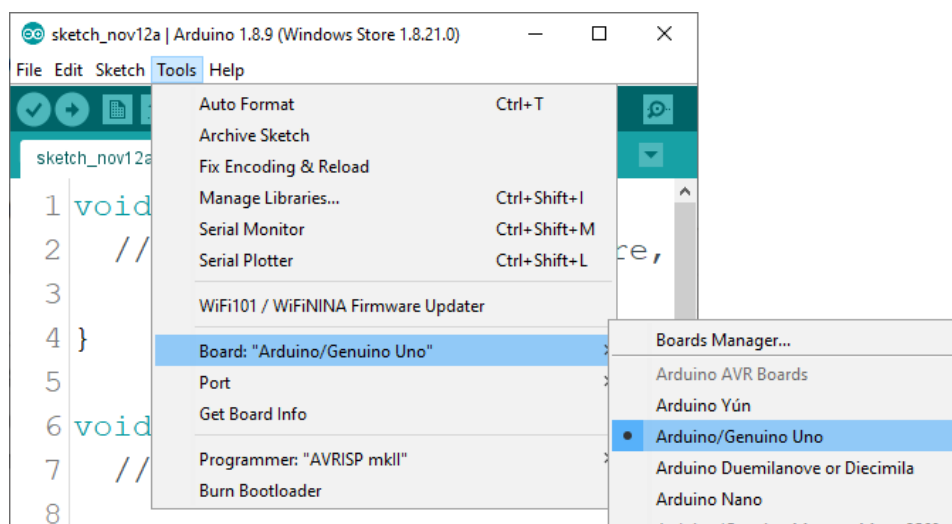 sketch_nov12a | Arduino 1.8.9 (Windows Store 1.8.21.0)
File Edit Sketch Tools Help
sketch_nov12a
Auto Format Ctrl+T
Archive Sketch
Fix Encoding & Reload
Manage Libraries... Ctrl+Shift+I
Serial Monitor Ctrl+Shift+M
Serial Plotter Ctrl+Shift+L
WiFi101 / WiFiNINA Firmware Updater
Board: "Arduino/Genuino Uno"
Port
Get Board Info
Programmer: "AVRISP mkII"
Burn Bootloader
Boards Manager...
Arduino AVR Boards
Arduino Yún
Arduino/Genuino Uno
Arduino Duemilanove or Diecimila
Arduino Nano
1 void
2 // re,
3
4 }
5
6 void
7 //
8